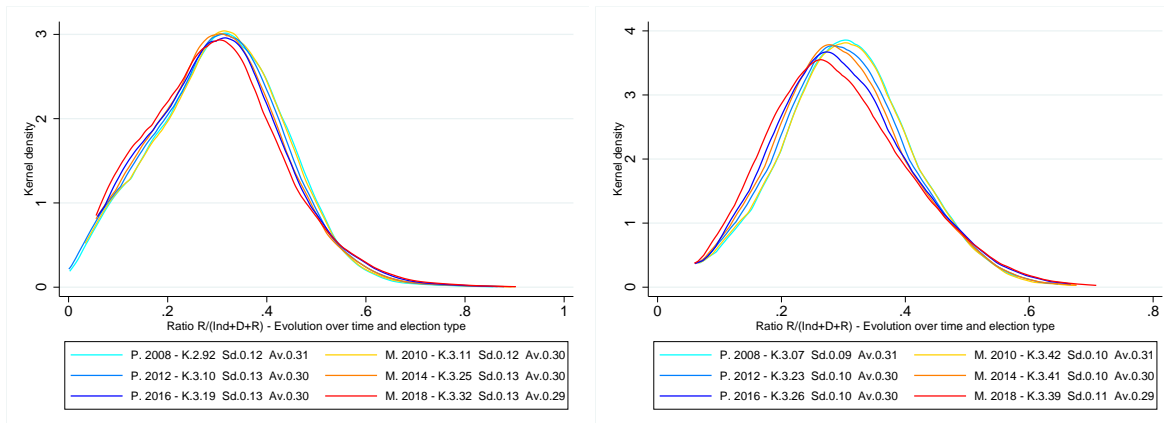 Kernel density
3
2
1
0
0 .2 .4 .6 .8 1
Ratio R/(Ind+D+R) - Evolution over time and election type
P. 2008 - K.2.92 Sd.0.12 Av.0.31 M. 2010 - K.3.11 Sd.0.12 Av.0.30
P. 2012 - K.3.10 Sd.0.13 Av.0.30 M. 2014 - K.3.25 Sd.0.13 Av.0.30
P. 2016 - K.3.19 Sd.0.13 Av.0.30 M. 2018 - K.3.32 Sd.0.13 Av.0.29
Kernel density
4
3
2
1
0
0 .2 .4 .6 .8
Ratio R/(Ind+D+R) - Evolution over time and election type
P. 2008 - K.3.07 Sd.0.09 Av.0.31 M. 2010 - K.3.42 Sd.0.10 Av.0.31
P. 2012 - K.3.23 Sd.0.10 Av.0.30 M. 2014 - K.3.41 Sd.0.10 Av.0.30
P. 2016 - K.3.26 Sd.0.10 Av.0.30 M. 2018 - K.3.39 Sd.0.11 Av.0.29